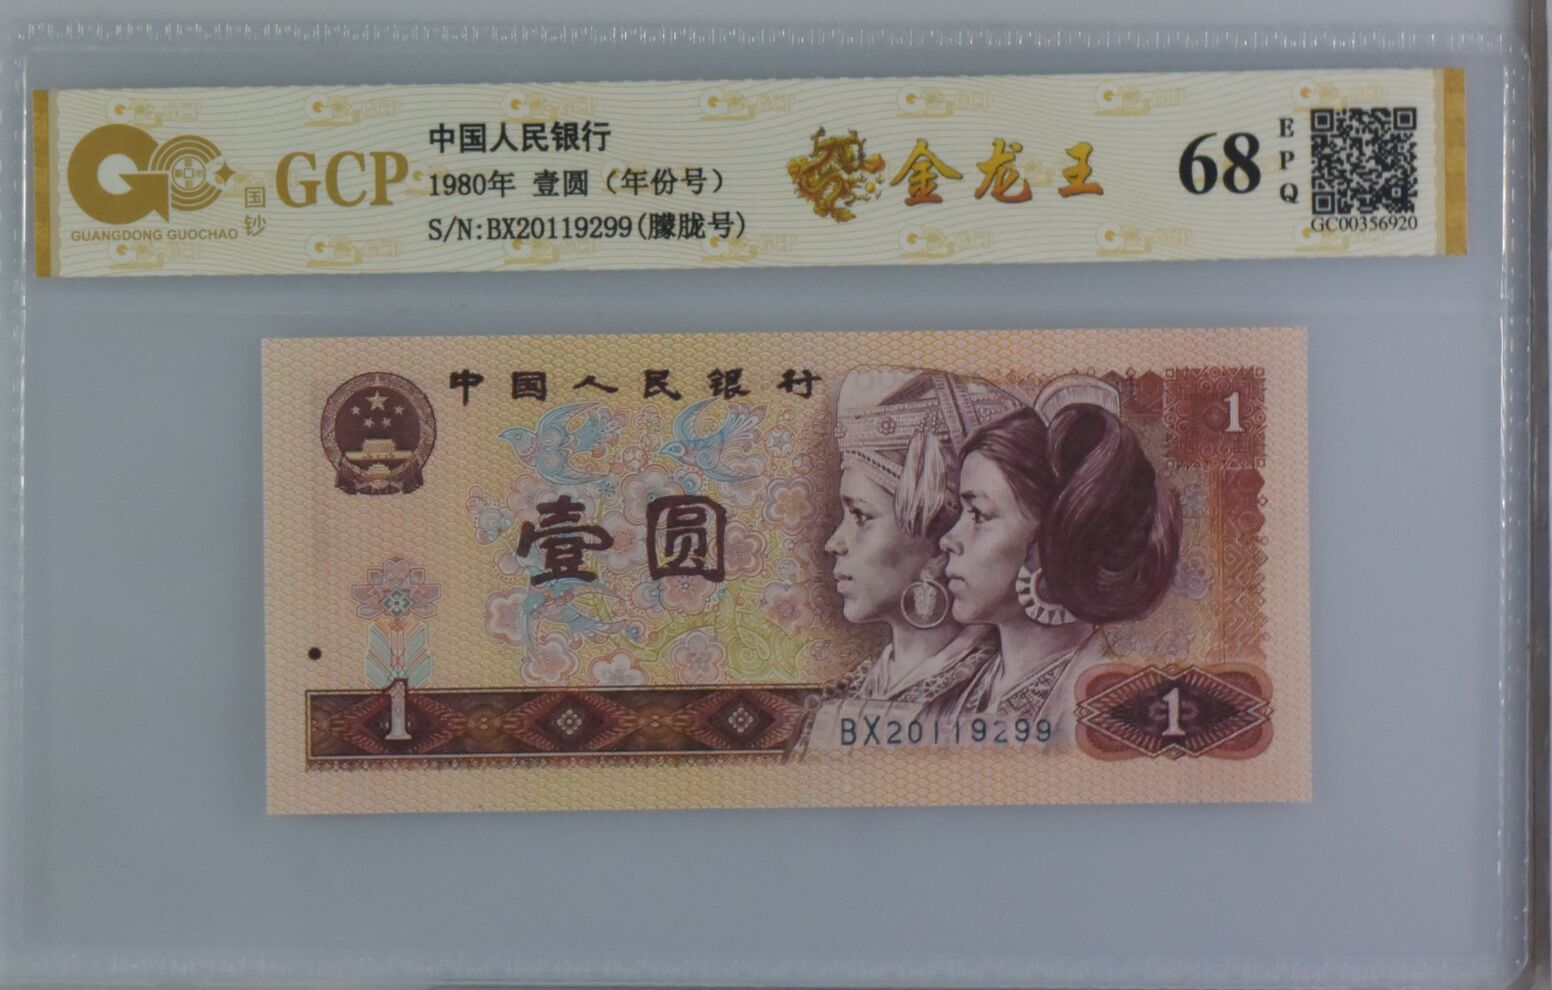 GC
GUANGDONG GUOCHAO
国钞
GCP
中国人民银行
1980年 壹圆（年份号）
S/N:BX20119299(朦胧号)
金龙王
68
EPQ
GC00356920
中国人民银行
1
壹圆
1
BX20119299
1